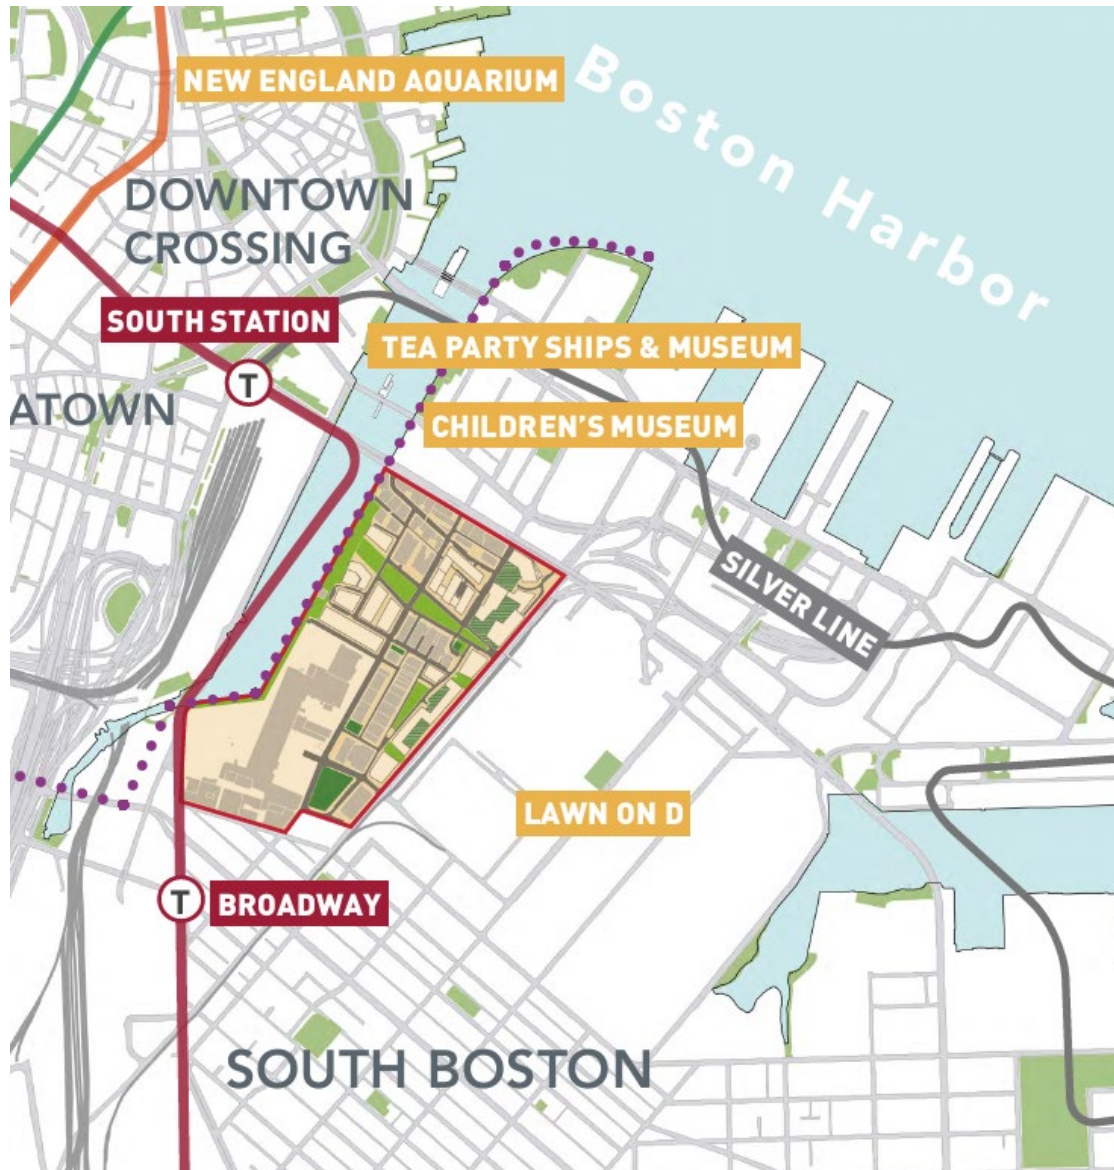 NEW ENGLAND AQUARIUM
Boston Harbor
DOWNTOWN
CROSSING
SOUTH STATION
T
TEA PARTY SHIPS & MUSEUM
ATOWN
CHILDREN'S MUSEUM
SILVER LINE
LAWN ON D
T
BROADWAY
SOUTH BOSTON